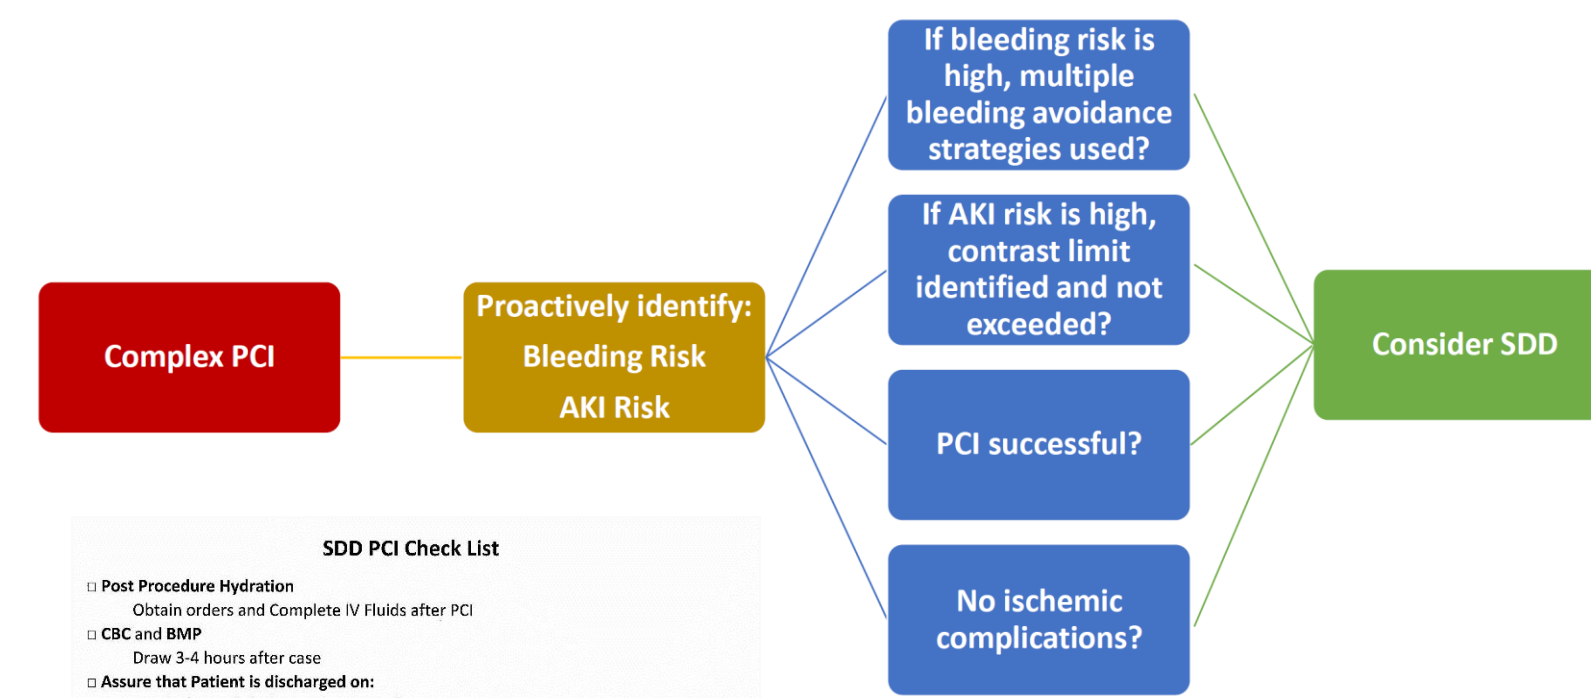 Complex PCI
Proactively identify:
Bleeding Risk
AKI Risk
If bleeding risk is
high, multiple
bleeding avoidance
strategies used?
If AKI risk is high,
contrast limit
identified and not
exceeded?
PCI successful?
No ischemic
complications?
Consider SDD
SDD PCI Check List
□ Post Procedure Hydration
Obtain orders and Complete IV Fluids after PCI
□ CBC and BMP
Draw 3-4 hours after case
□ Assure that Patient is discharged on: